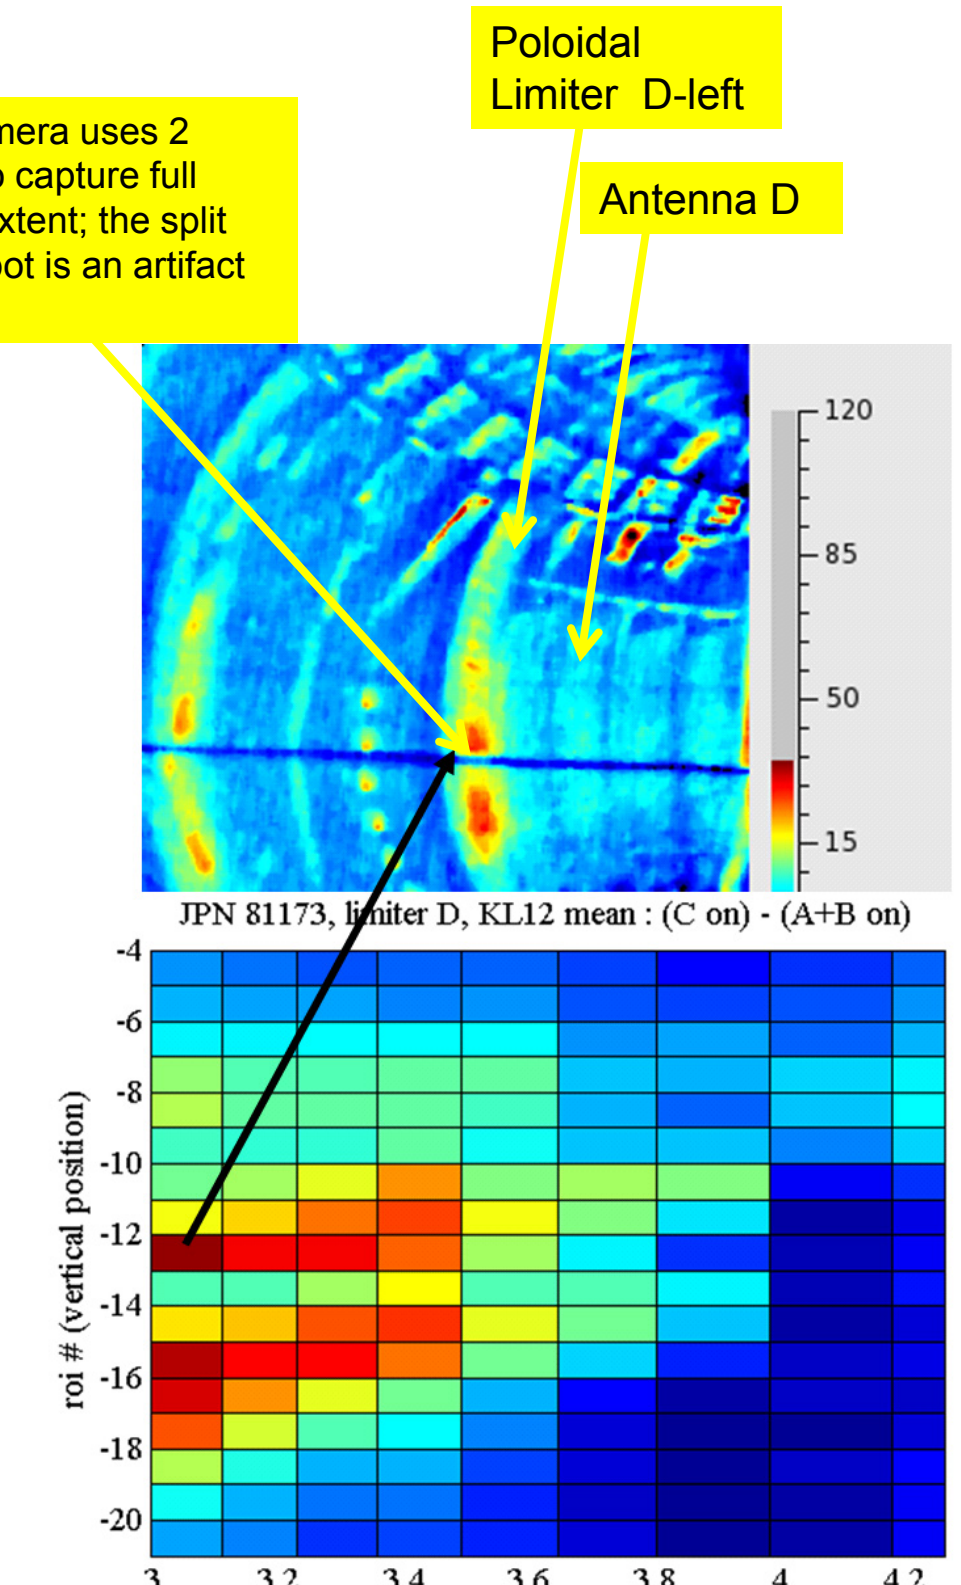 Poloidal
Limiter D-left
mera uses 2
capture full
xtent; the split
ot is an artifact
Antenna D
120
85
50
15
JPN 81173, limiter D, KL12 mean : (C on) - (A+B on)
roi # (vertical position)
-4
-6
-8
-10
-12
-14
-16
-18
-20
3 3.2 3.4 3.6 3.8 4 4.2